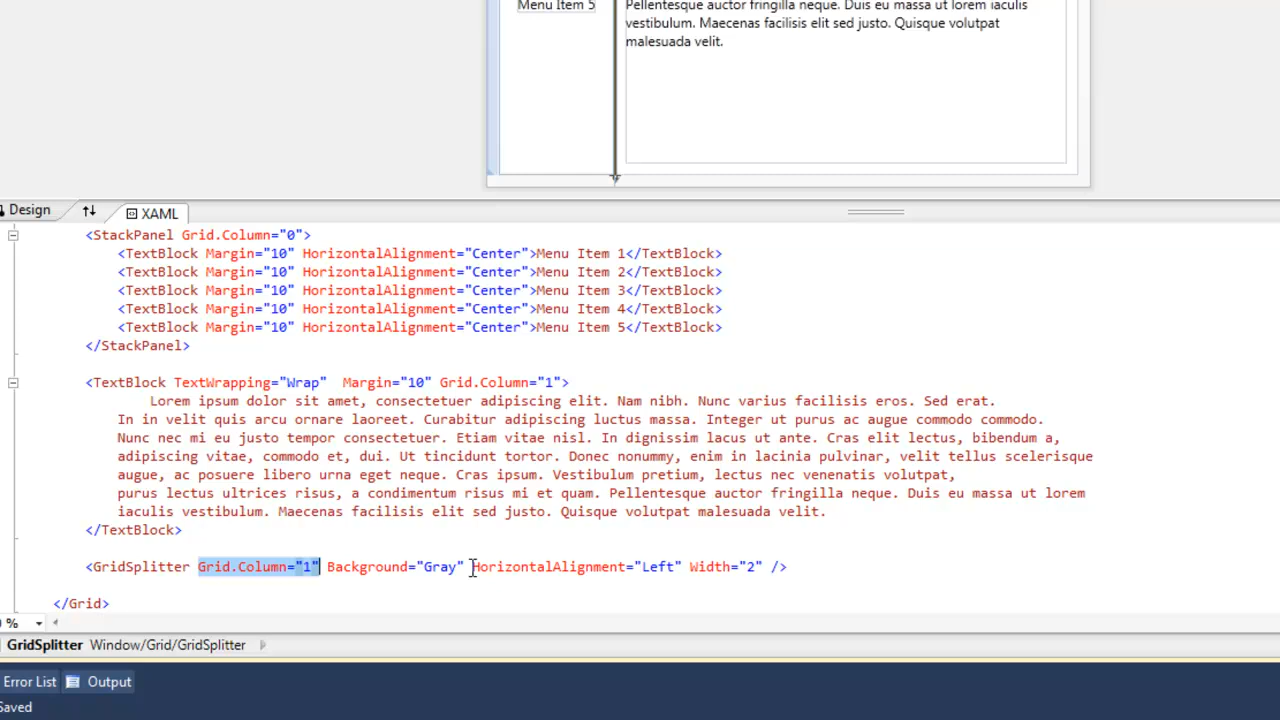 Menu Item 5
Pellentesque auctor fringilla neque. Duis eu massa ut lorem iaculis
vestibulum. Maecenas facilisis elit sed justo. Quisque volutpat
malesuada velit.
Design
XAML
<StackPanel Grid.Column="0">
<TextBlock Margin="10" HorizontalAlignment="Center">Menu Item 1</TextBlock>
<TextBlock Margin="10" HorizontalAlignment="Center">Menu Item 2</TextBlock>
<TextBlock Margin="10" HorizontalAlignment="Center">Menu Item 3</TextBlock>
<TextBlock Margin="10" HorizontalAlignment="Center">Menu Item 4</TextBlock>
<TextBlock Margin="10" HorizontalAlignment="Center">Menu Item 5</TextBlock>
</StackPanel>
<TextBlock TextWrapping="Wrap"  Margin="10" Grid.Column="1">
Lorem ipsum dolor sit amet, consectetuer adipiscing elit. Nam nibh. Nunc varius facilisis eros. Sed erat.
In in velit quis arcu ornare laoreet. Curabitur adipiscing luctus massa. Integer ut purus ac augue commodo commodo.
Nunc nec mi eu justo tempor consectetuer. Etiam vitae nisl. In dignissim lacus ut ante. Cras elit lectus, bibendum a,
adipiscing vitae, commodo et, dui. Ut tincidunt tortor. Donec nonummy, enim in lacinia pulvinar, velit tellus scelerisque
augue, ac posuere libero urna eget neque. Cras ipsum. Vestibulum pretium, lectus nec venenatis volutpat,
purus lectus ultrices risus, a condimentum risus mi et quam. Pellentesque auctor fringilla neque. Duis eu massa ut lorem
iaculis vestibulum. Maecenas facilisis elit sed justo. Quisque volutpat malesuada velit.
</TextBlock>
<GridSplitter Grid.Column="1" Background="Gray" HorizontalAlignment="Left" Width="2" />
</Grid>
%
GridSplitter Window/Grid/GridSplitter
Error List Output
Saved